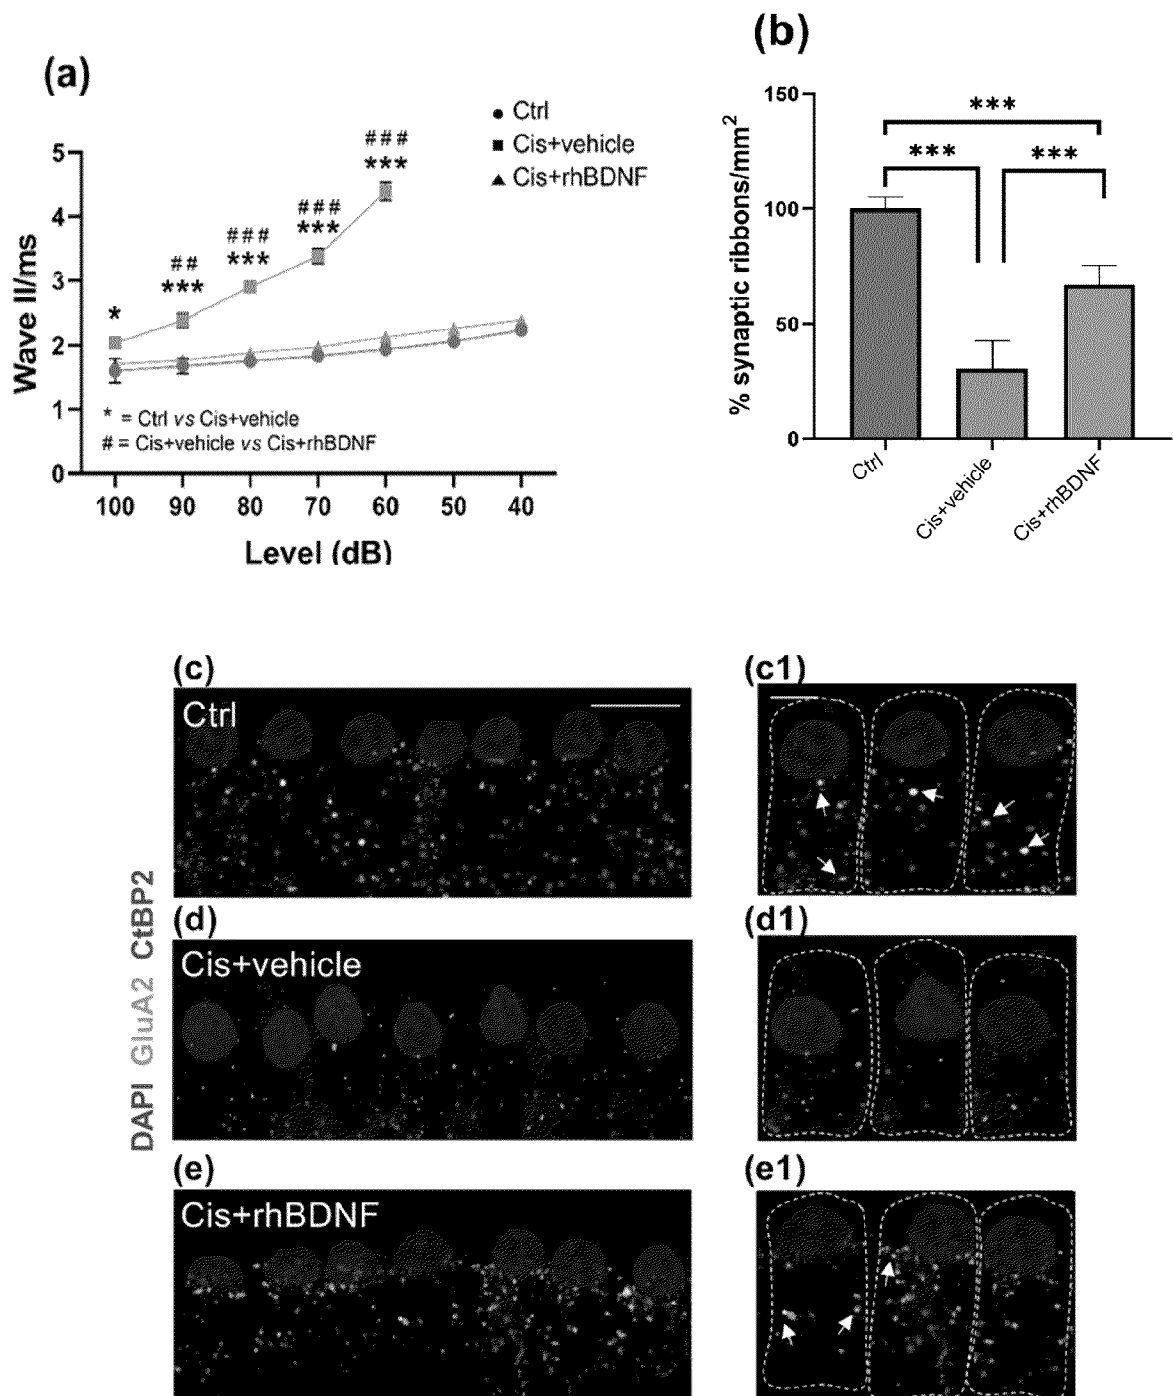 (a)
● Ctrl
■ Cis+vehicle
▲ Cis+rhBDNF
Wave II/ms
5
4
3
2
1
0
*
##
***
###
***
###
***
###
***
* = Ctrl vs Cis+vehicle
# = Cis+vehicle vs Cis+rhBDNF
100 90 80 70 60 50 40
Level (dB)
(b)
% synaptic ribbons/mm²
150
100
50
0
***
*** ***
Ctrl
Cis+vehicle
Cis+rhBDNF
DAPI GluA2 CtBP2
(c)
Ctrl
(c1)
(d)
Cis+vehicle
(d1)
(e)
Cis+rhBDNF
(e1)